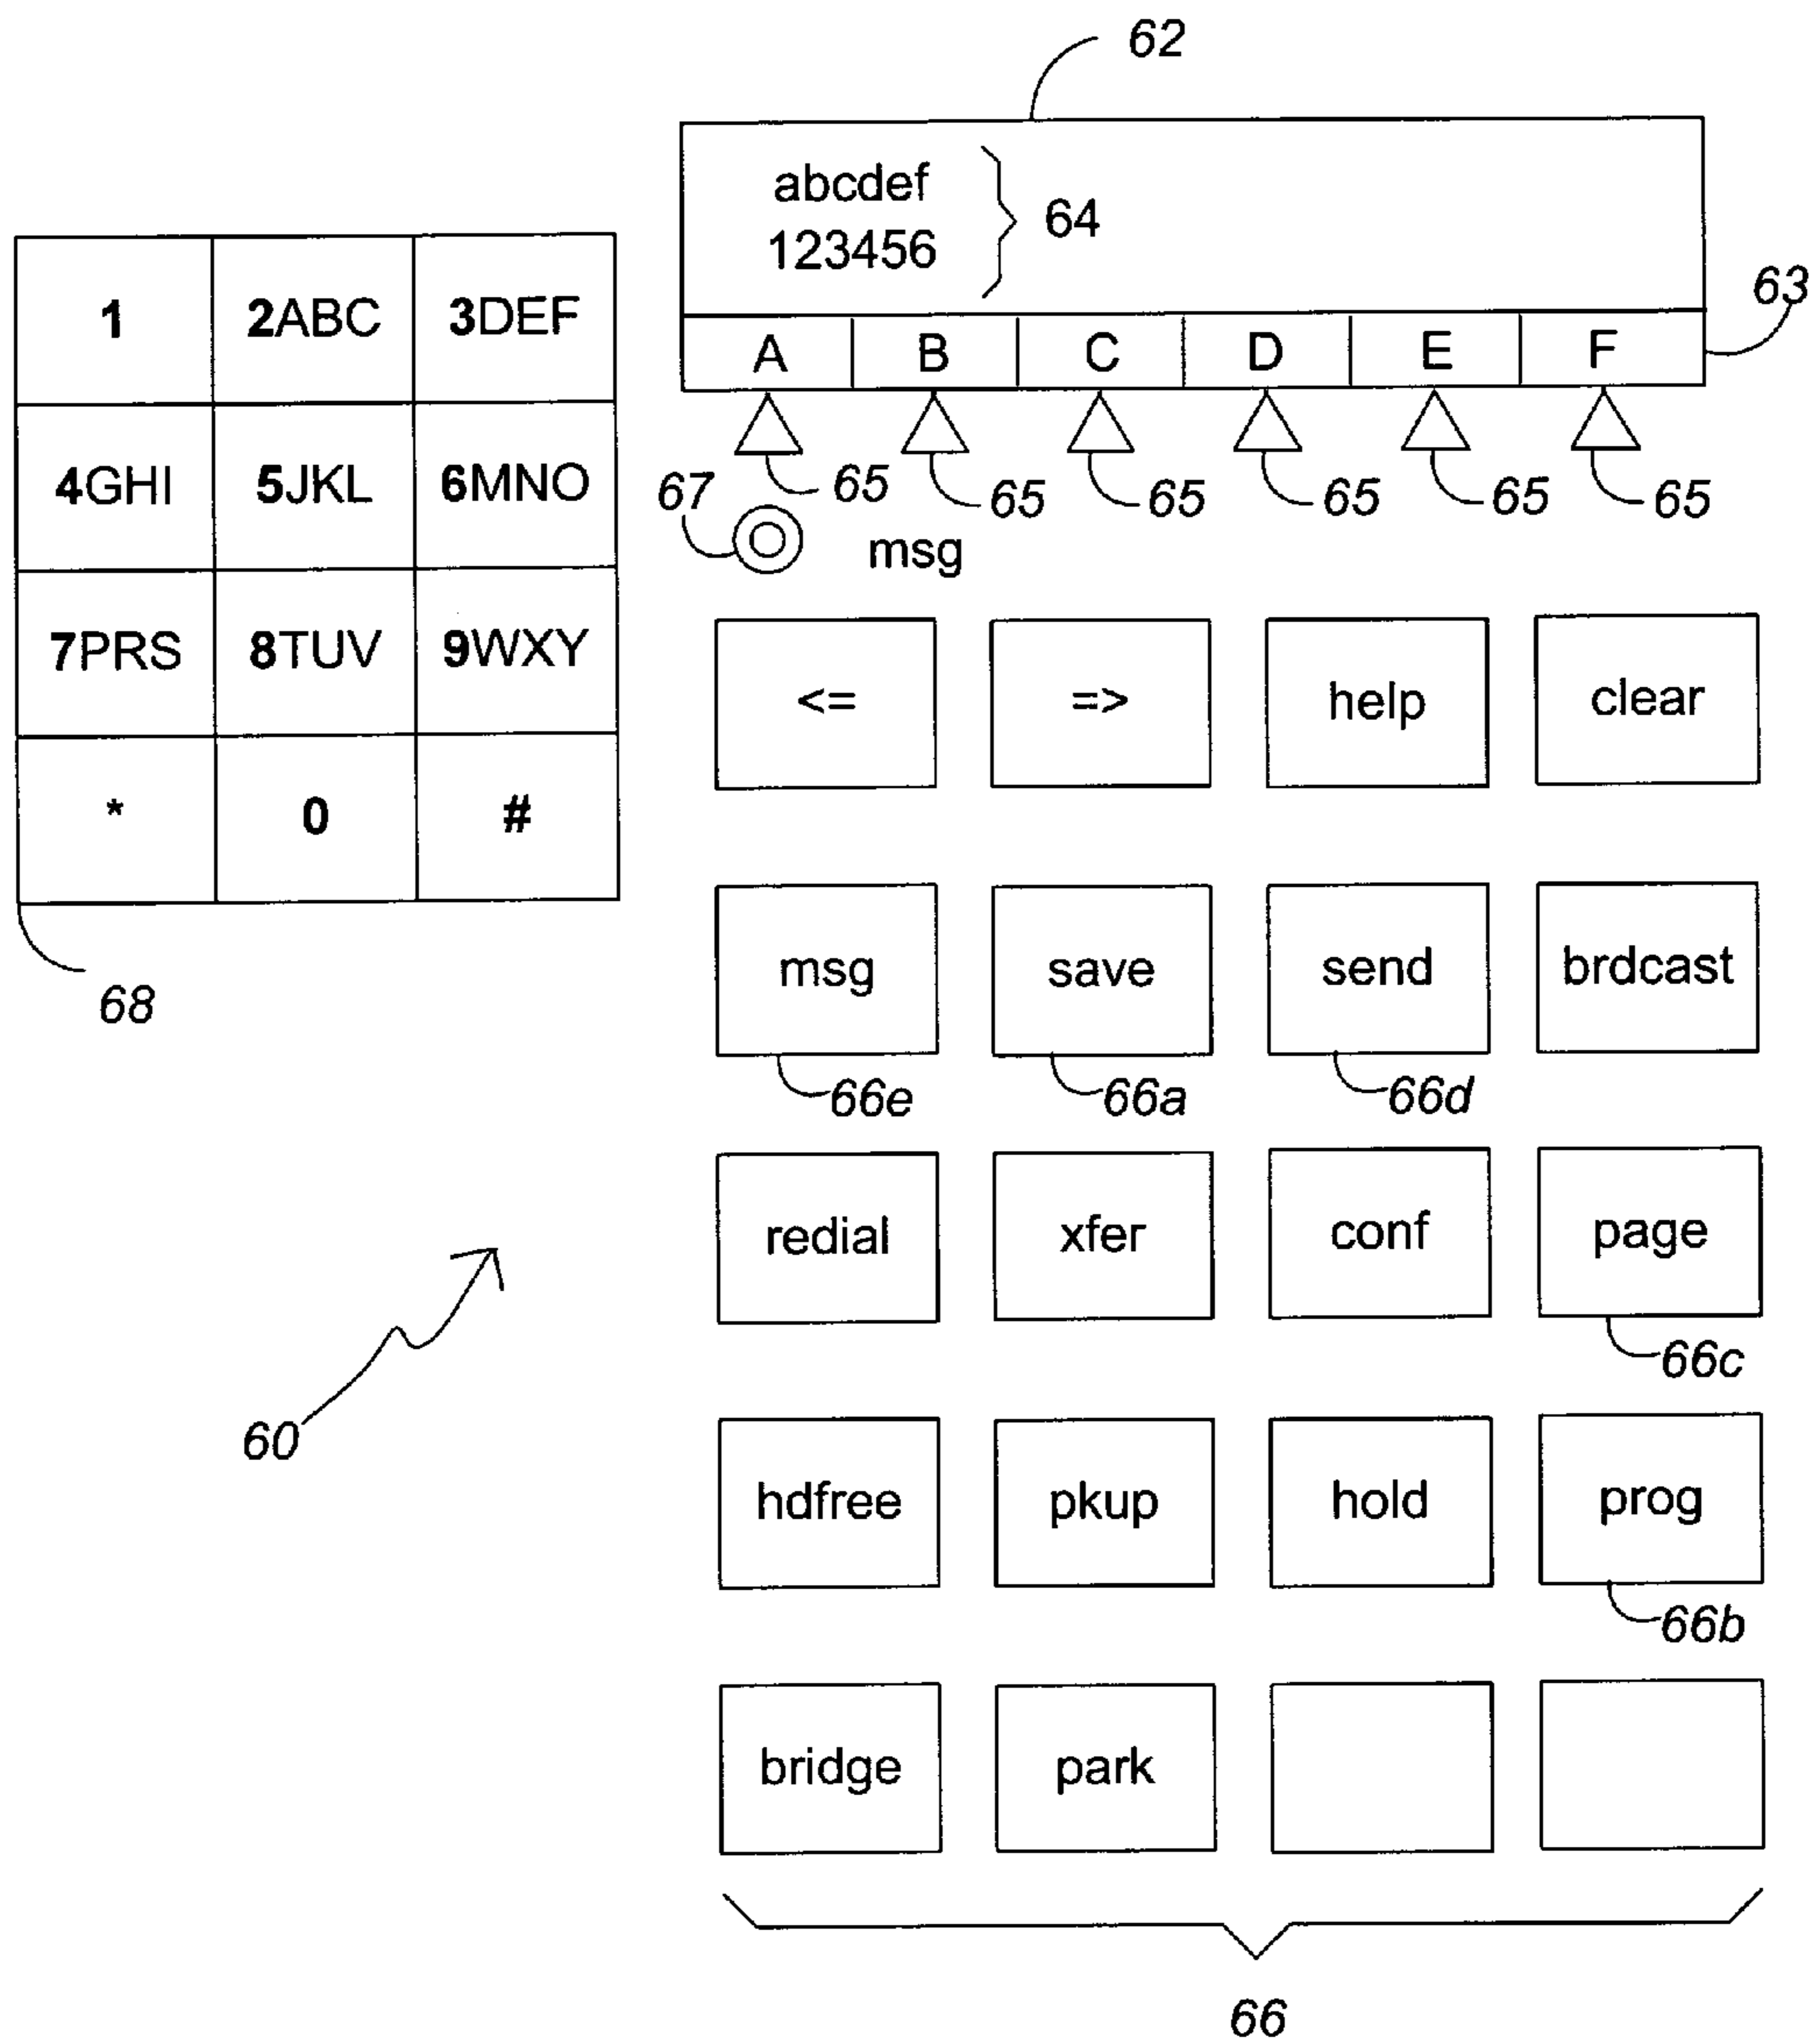 62
abcdef
123456
64
63
A B C D E F
65 65 65 65 65 65
67
msg
1 2ABC 3DEF
4GHI 5JKL 6MNO
7PRS 8TUV 9WXY
* 0 #
68
<= => help clear
msg save send brdcast
66e 66a 66d
redial xfer conf page
66c
60
hdfree pkup hold prog
66b
bridge park
66